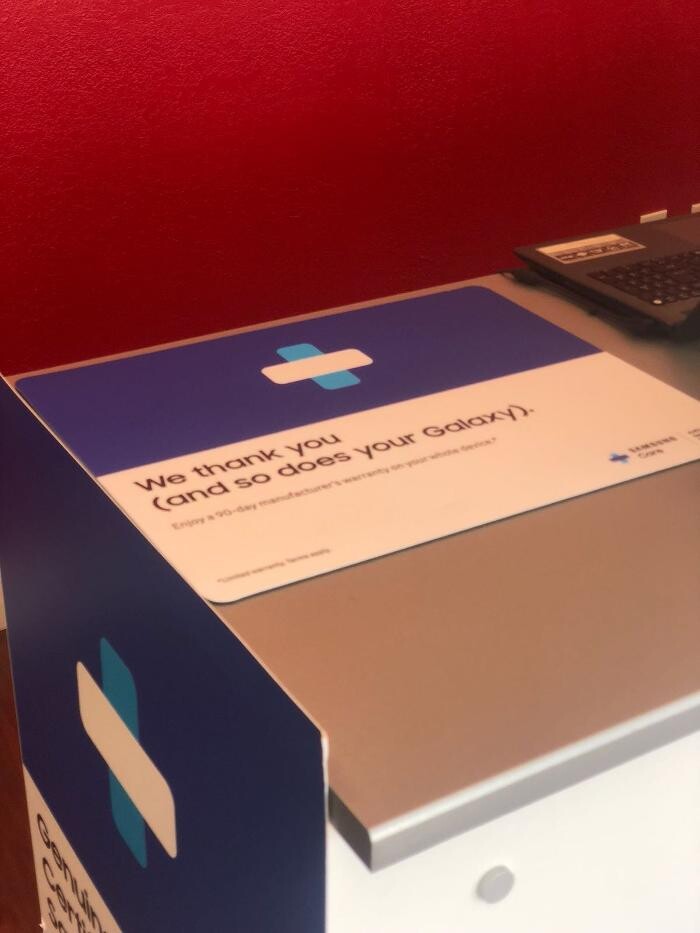 We thank you
(and so does your Galaxy).
Enjoy a 90-day manufacturer's warranty on your whole device.*
*Limited warranty. Terms apply.
SAMSUNG
Care